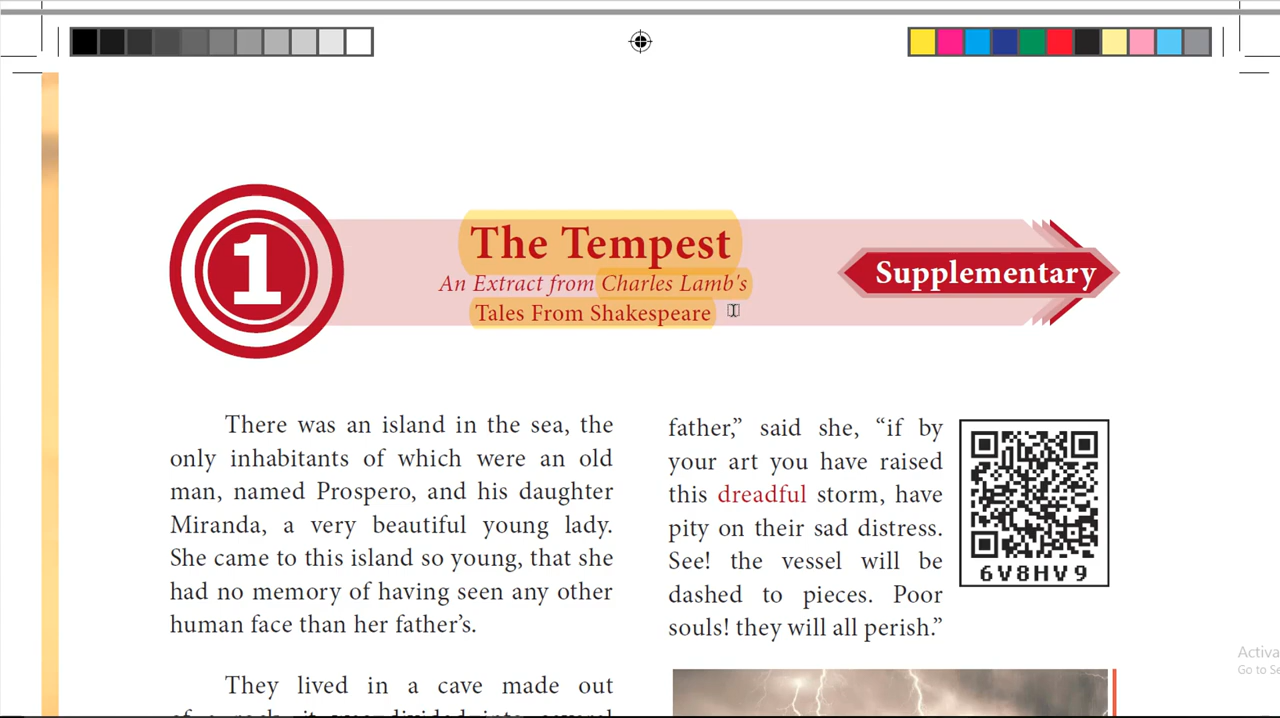 1
The Tempest
An Extract from Charles Lamb's
Tales From Shakespeare
Supplementary
There was an island in the sea, the
only inhabitants of which were an old
man, named Prospero, and his daughter
Miranda, a very beautiful young lady.
She came to this island so young, that she
had no memory of having seen any other
human face than her father’s.
They lived in a cave made out
father,” said she, “if by
your art you have raised
this dreadful storm, have
pity on their sad distress.
See! the vessel will be
dashed to pieces. Poor
souls! they will all perish.”
6V8HV9
Activa
Go to Se